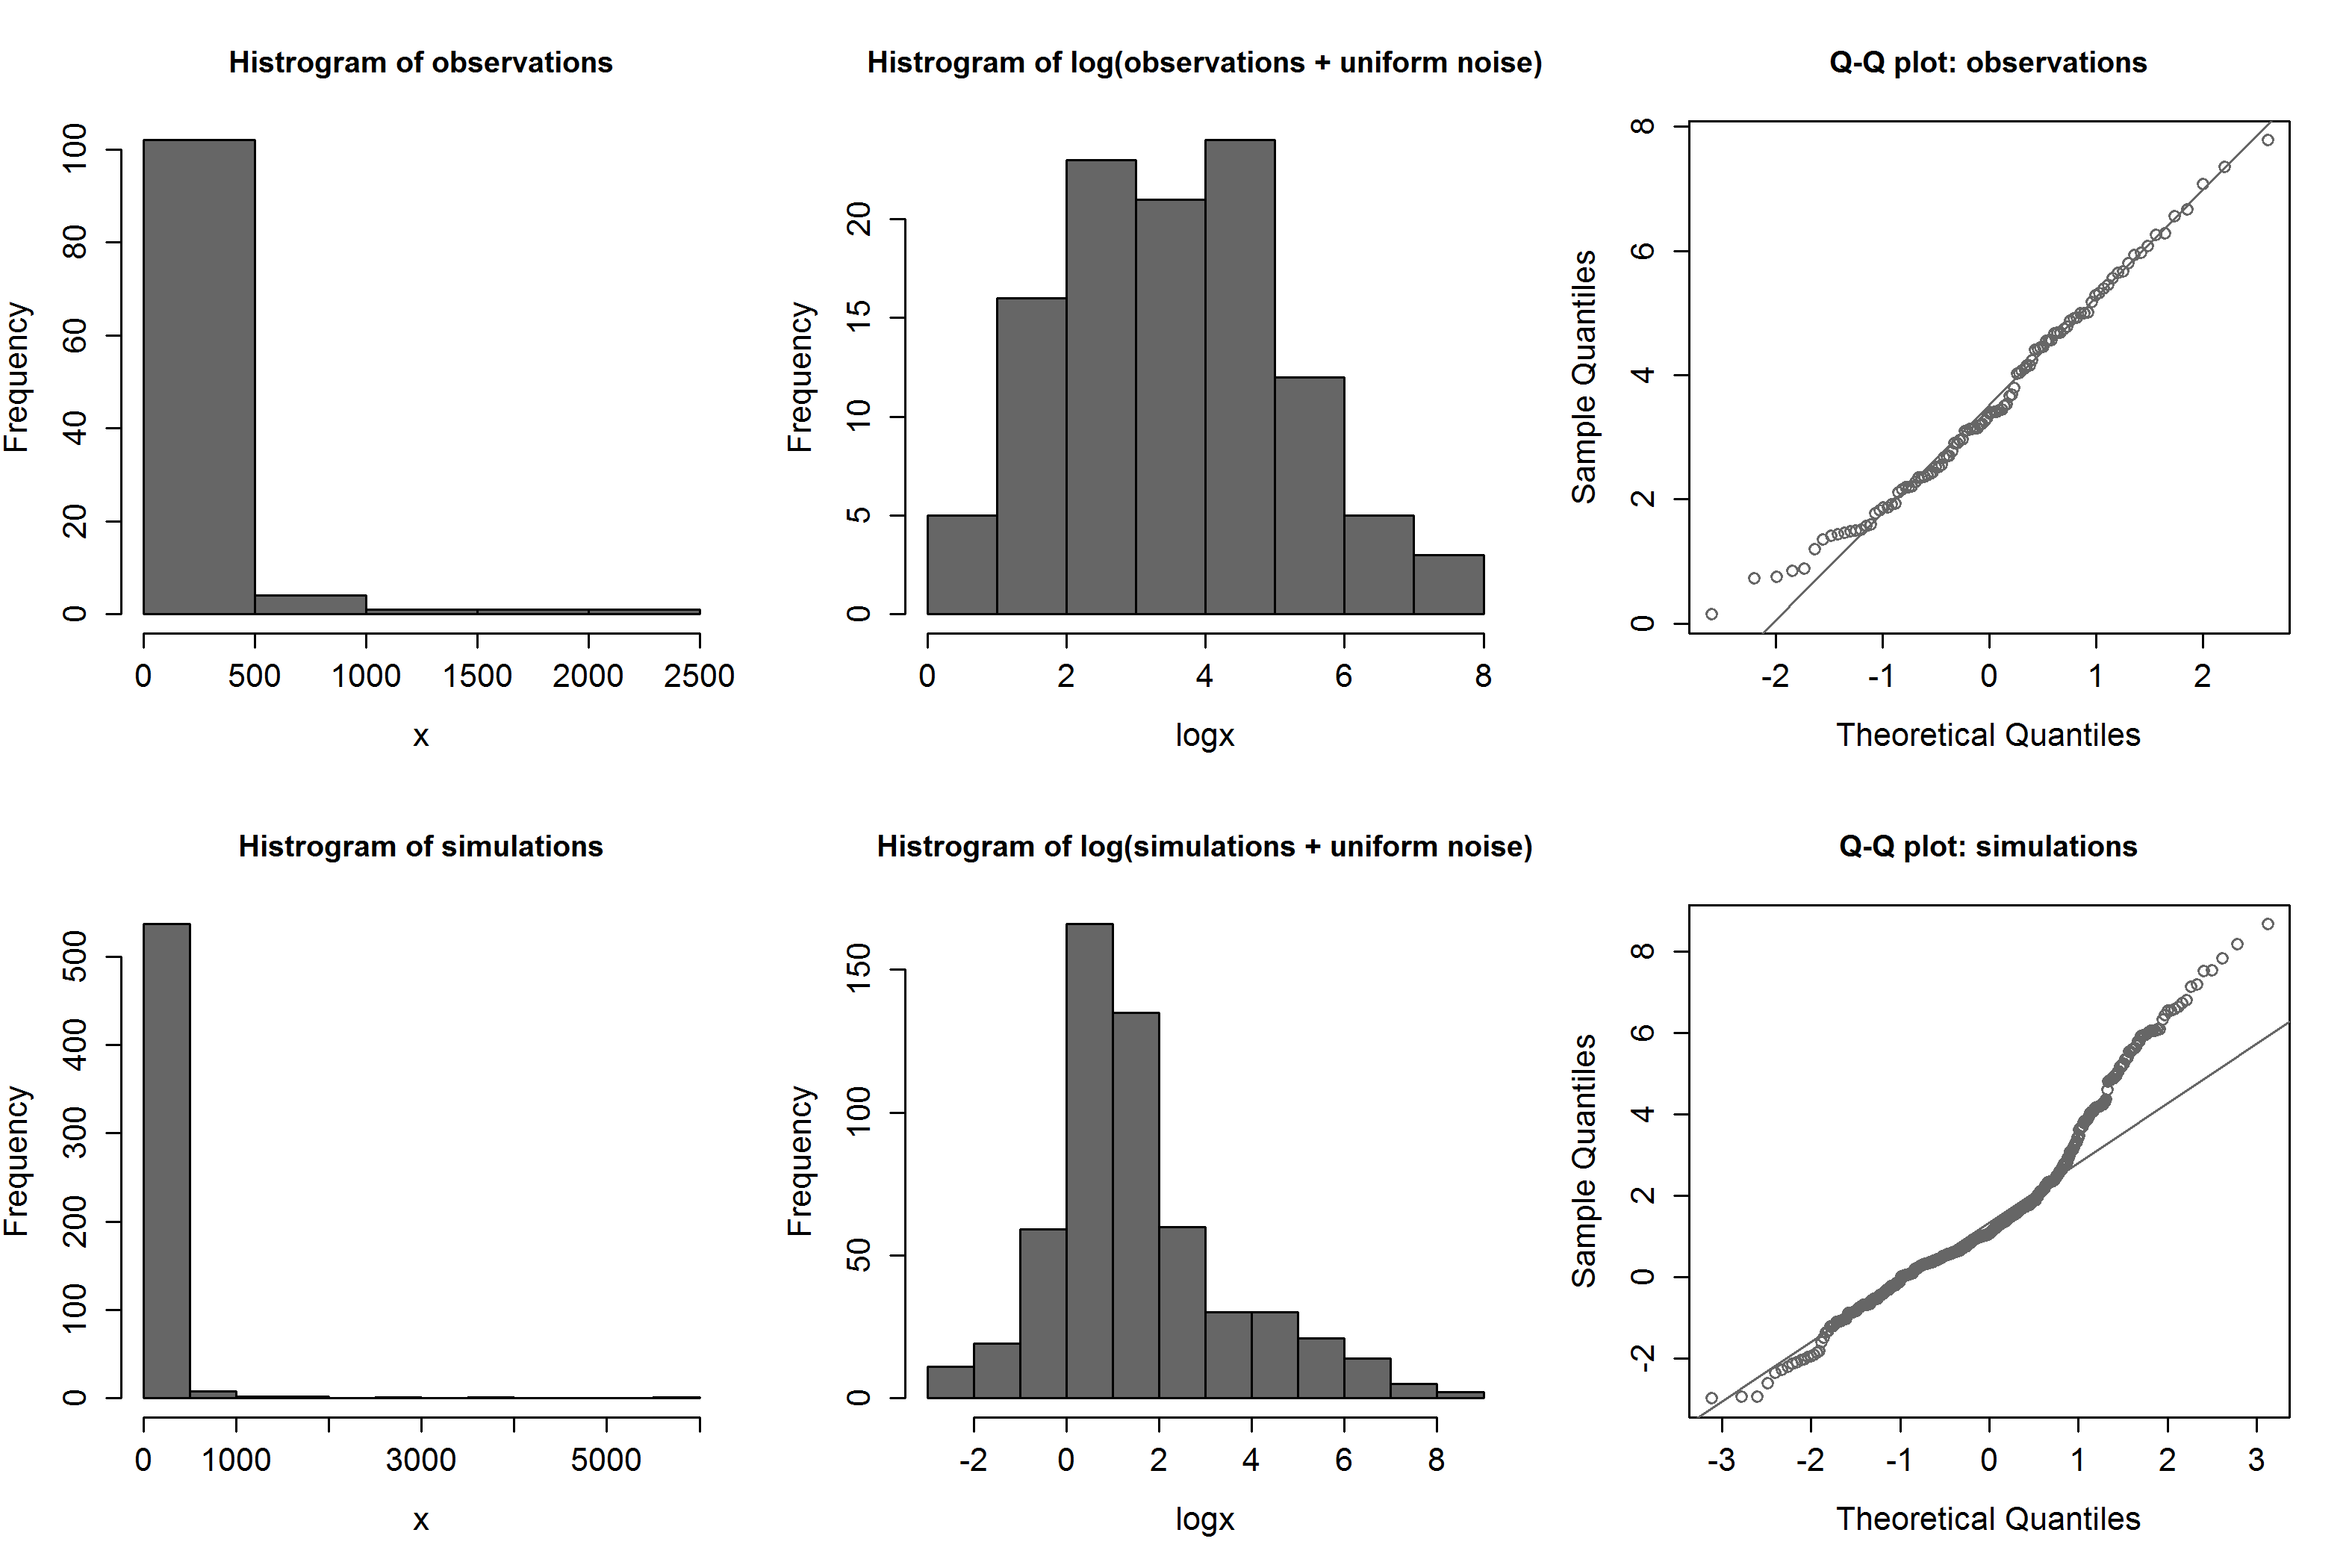 Histrogram of observations
Frequency
0 20 40 60 80 100
0 500 1000 1500 2000 2500
x
Histrogram of log(observations + uniform noise)
Frequency
0 5 10 15 20
0 2 4 6 8
logx
Q-Q plot: observations
Sample Quantiles
0 2 4 6 8
-2 -1 0 1 2
Theoretical Quantiles
Histrogram of simulations
Frequency
0 100 200 300 400 500
0 1000 3000 5000
x
Histrogram of log(simulations + uniform noise)
Frequency
0 50 100 150
-2 0 2 4 6 8
logx
Q-Q plot: simulations
Sample Quantiles
-2 0 2 4 6 8
-3 -2 -1 0 1 2 3
Theoretical Quantiles